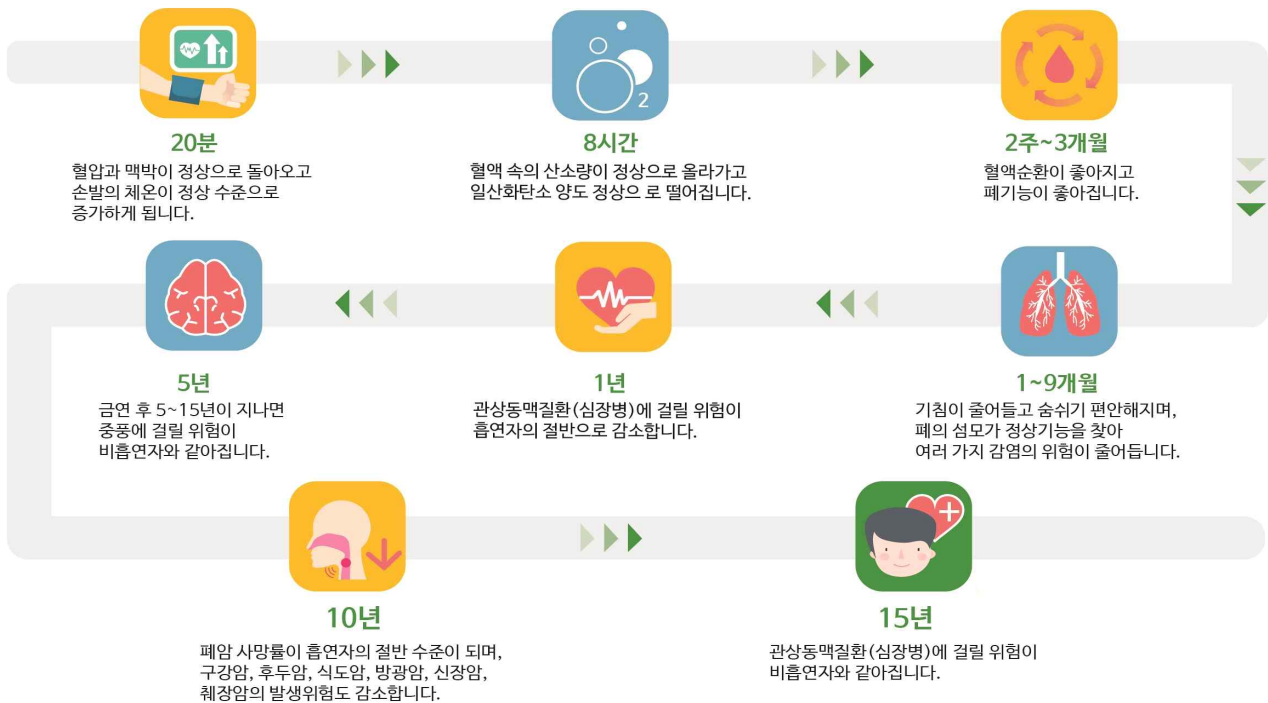 20분
혈압과 맥박이 정상으로 돌아오고
손발의 체온이 정상 수준으로
증가하게 됩니다.
8시간
혈액 속의 산소량이 정상으로 올라가고
일산화탄소 양도 정상으 로 떨어집니다.
2
2주~3개월
혈액순환이 좋아지고
폐기능이 좋아집니다.
1~9개월
기침이 줄어들고 숨쉬기 편안해지며,
폐의 섬모가 정상기능을 찾아
여러 가지 감염의 위험이 줄어듭니다.
1년
관상동맥질환(심장병)에 걸릴 위험이
흡연자의 절반으로 감소합니다.
5년
금연 후 5~15년이 지나면
중풍에 걸릴 위험이
비흡연자와 같아집니다.
10년
폐암 사망률이 흡연자의 절반 수준이 되며,
구강암, 후두암, 식도암, 방광암, 신장암,
췌장암의 발생위험도 감소합니다.
15년
관상동맥질환(심장병)에 걸릴 위험이
비흡연자와 같아집니다.